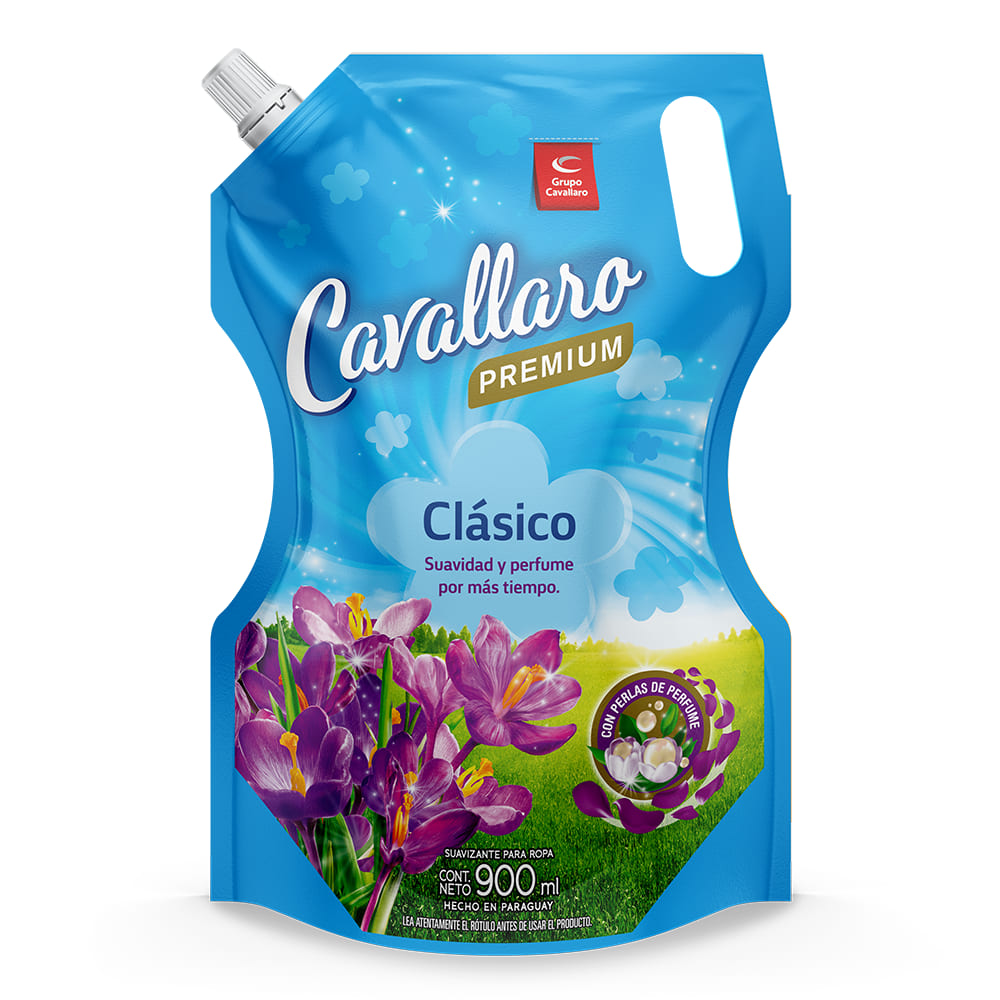 Grupo
Cavallaro
Cavallaro
PREMIUM
Clásico
Suavidad y perfume
por más tiempo.
CON PERLAS DE PERFUME
SUAVIZANTE PARA ROPA
CONT.
NETO 900 ml
HECHO EN PARAGUAY
LEA ATENTAMENTE EL RÓTULO ANTES DE USAR EL PRODUCTO.